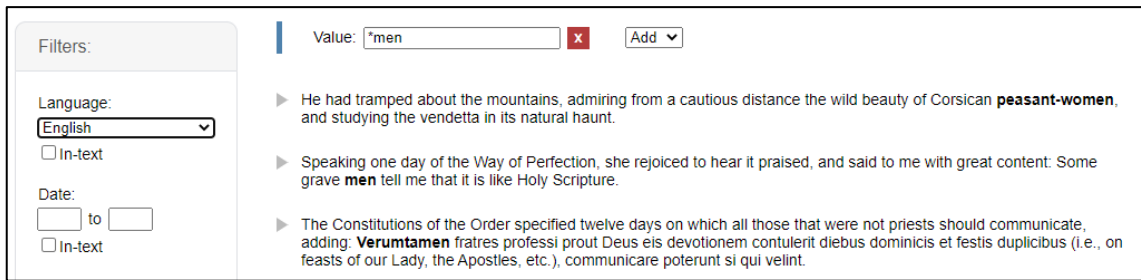 Filters:
Value: *men x Add
Language:
English
In-text
Date:
to
In-text
He had tramped about the mountains, admiring from a cautious distance the wild beauty of Corsican peasant-women,
and studying the vendetta in its natural haunt.
Speaking one day of the Way of Perfection, she rejoiced to hear it praised, and said to me with great content: Some
grave men tell me that it is like Holy Scripture.
The Constitutions of the Order specified twelve days on which all those that were not priests should communicate,
adding: Verumtamen fratres professi prout Deus eis devotionem contulerit diebus dominicis et festis duplicibus (i.e., on
feasts of our Lady, the Apostles, etc.), communicare poterunt si qui velint.